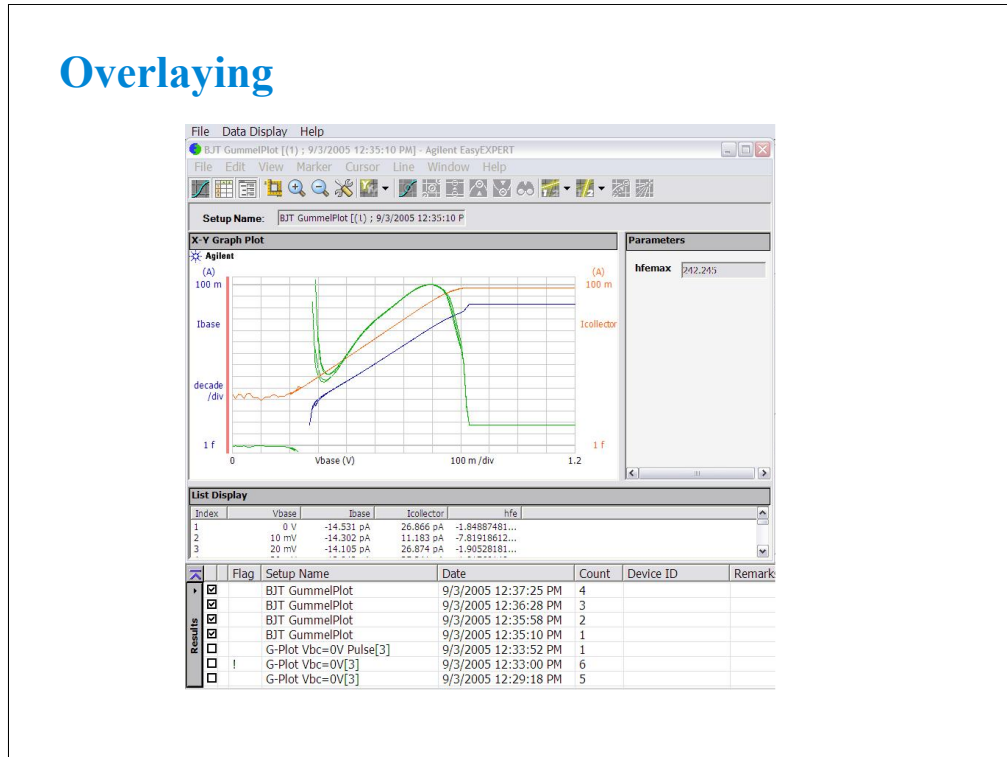 Overlaying
File Data Display Help
BJT GummelPlot [(1) ; 9/3/2005 12:35:10 PM] - Agilent EasyEXPERT
File Edit View Marker Cursor Line Window Help
Setup Name: BJT GummelPlot [(1) ; 9/3/2005 12:35:10 P
X-Y Graph Plot
Agilent
(A)
100 m
Ibase
decade
/div
1 f
0 Vbase (V) 100 m /div 1.2
(A)
100 m
Icollector
1 f
Parameters
hfemax 242.245
List Display
Index Vbase Ibase Icollector hfe
1 0 V -14.531 pA 26.866 pA -1.84887481...
2 10 mV -14.302 pA 11.183 pA -7.81918612...
3 20 mV -14.105 pA 26.874 pA -1.90528181...
Results
Flag Setup Name Date Count Device ID Remark
BJT GummelPlot 9/3/2005 12:37:25 PM 4
BJT GummelPlot 9/3/2005 12:36:28 PM 3
BJT GummelPlot 9/3/2005 12:35:58 PM 2
BJT GummelPlot 9/3/2005 12:35:10 PM 1
G-Plot Vbc=0V Pulse[3] 9/3/2005 12:33:52 PM 1
! G-Plot Vbc=0V[3] 9/3/2005 12:33:00 PM 6
G-Plot Vbc=0V[3] 9/3/2005 12:29:18 PM 5